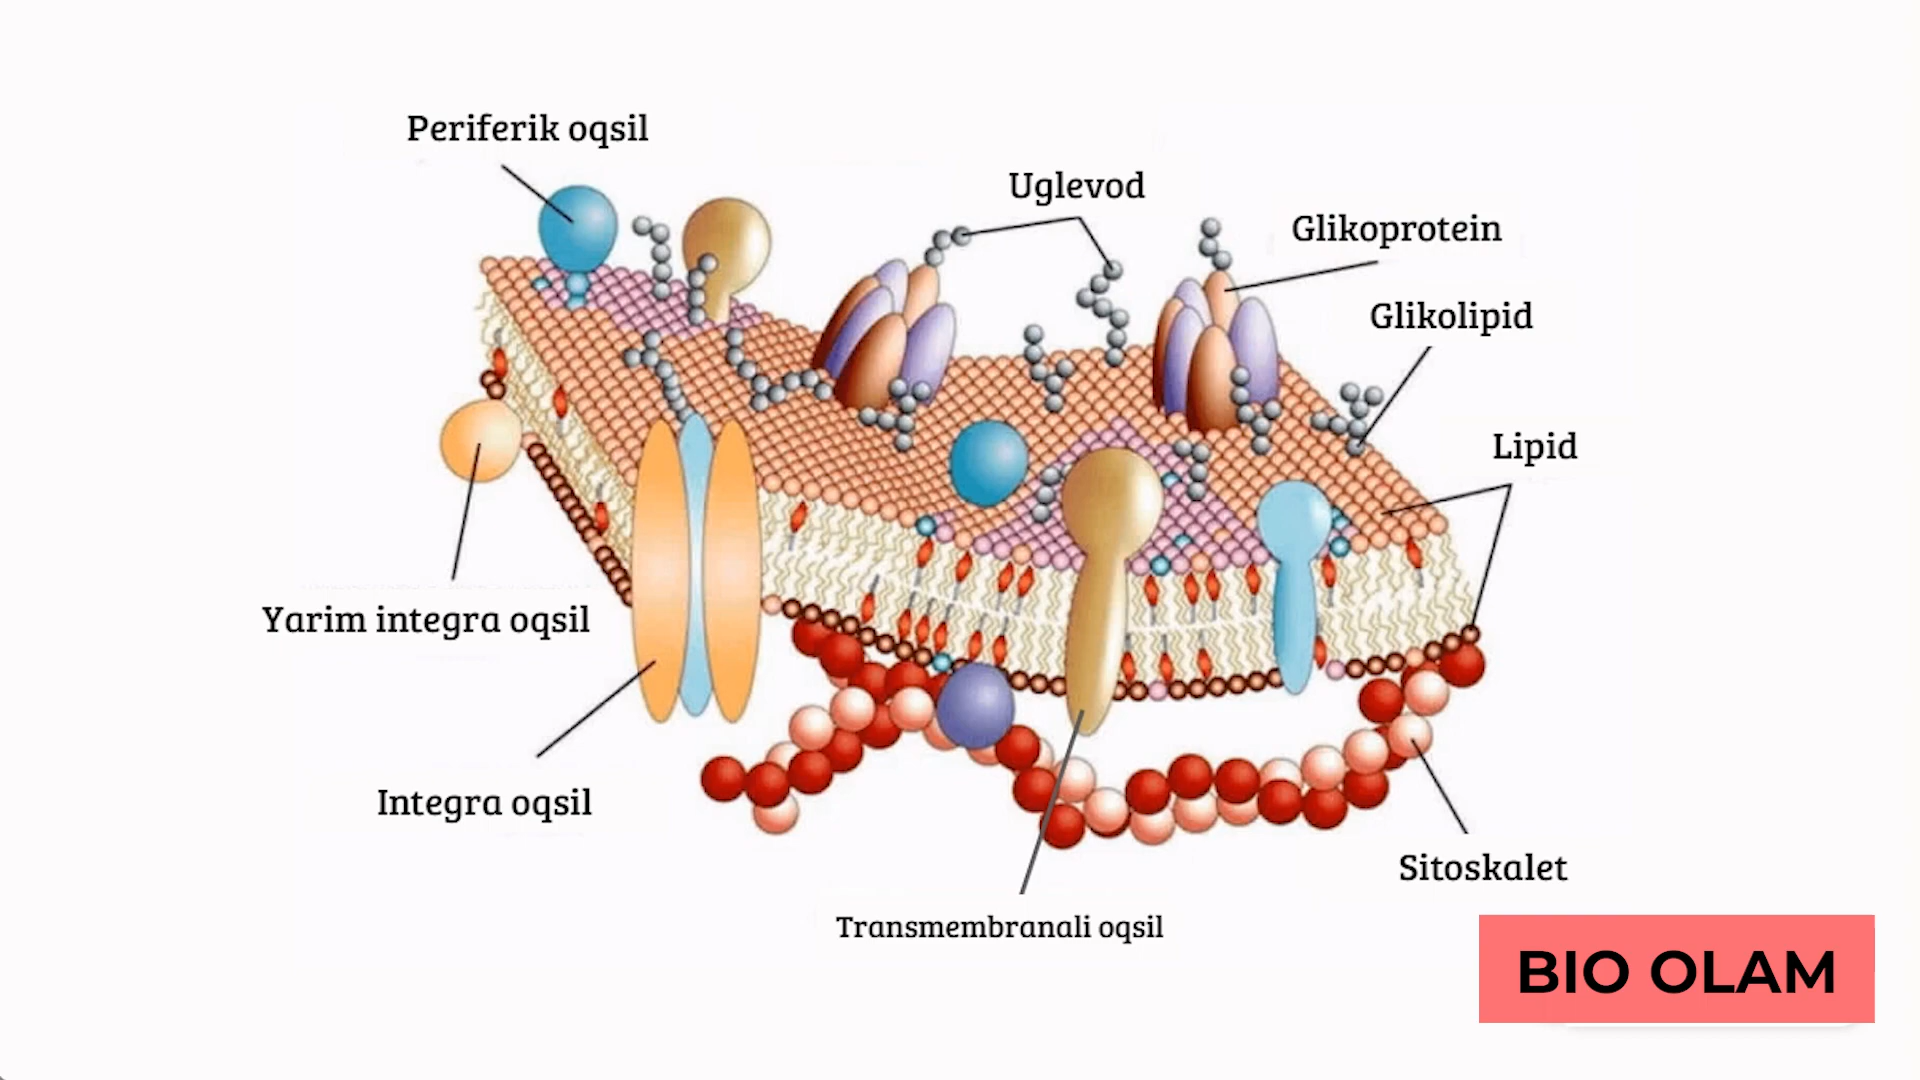 Periferik oqsil
Uglevod
Glikoprotein
Glikolipid
Lipid
Yarim integra oqsil
Integra oqsil
Sitoskalet
Transmembranali oqsil
BIO OLAM